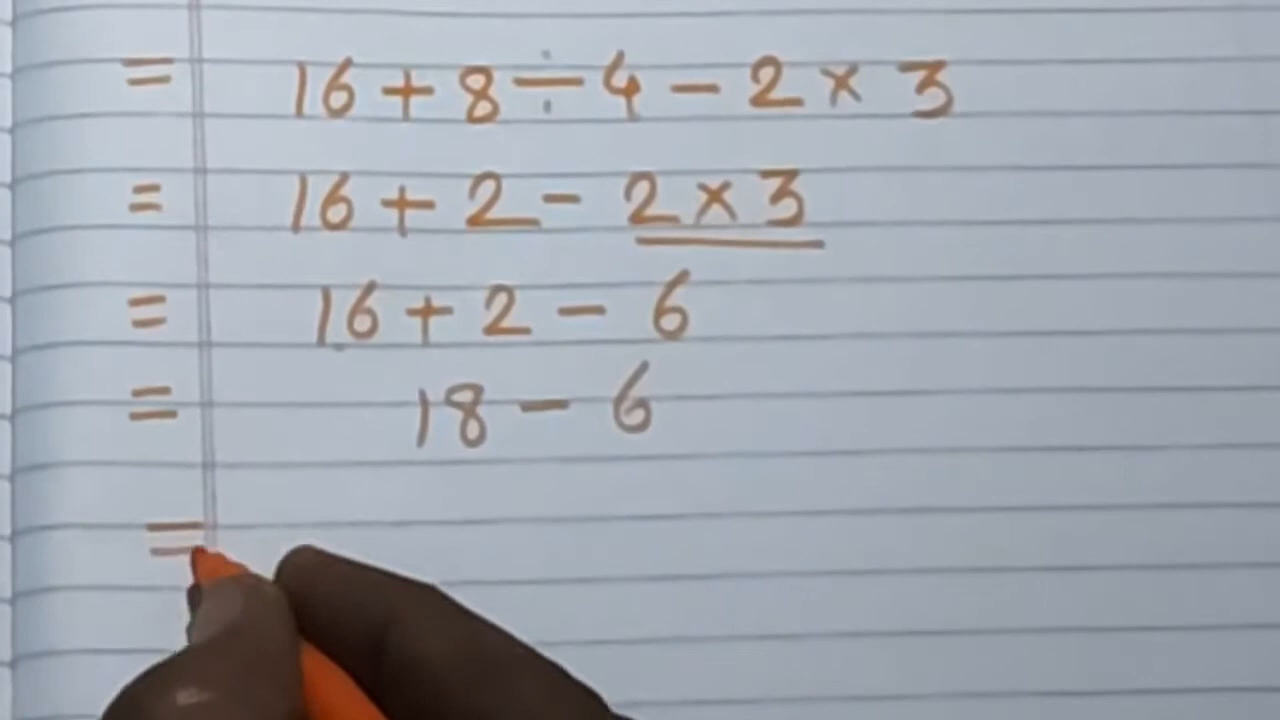 = 16 + 8 ÷ 4 - 2 × 3
= 16 + 2 - 2 × 3
= 16 + 2 - 6
= 18 - 6
=